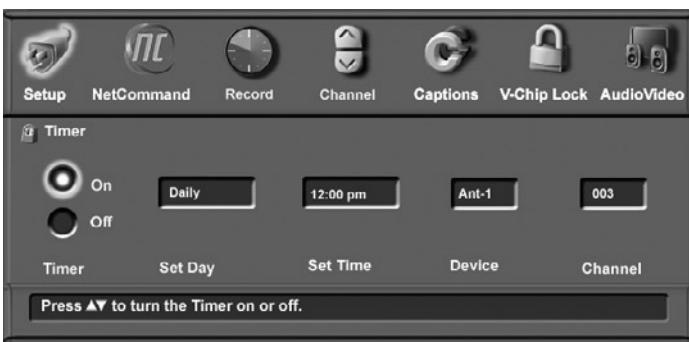 Setup NetCommand Record Channel Captions V-Chip Lock AudioVideo
Timer
On Daily 12:00 pm Ant-1 003
Off
Timer Set Day Set Time Device Channel
Press ▲▼ to turn the Timer on or off.